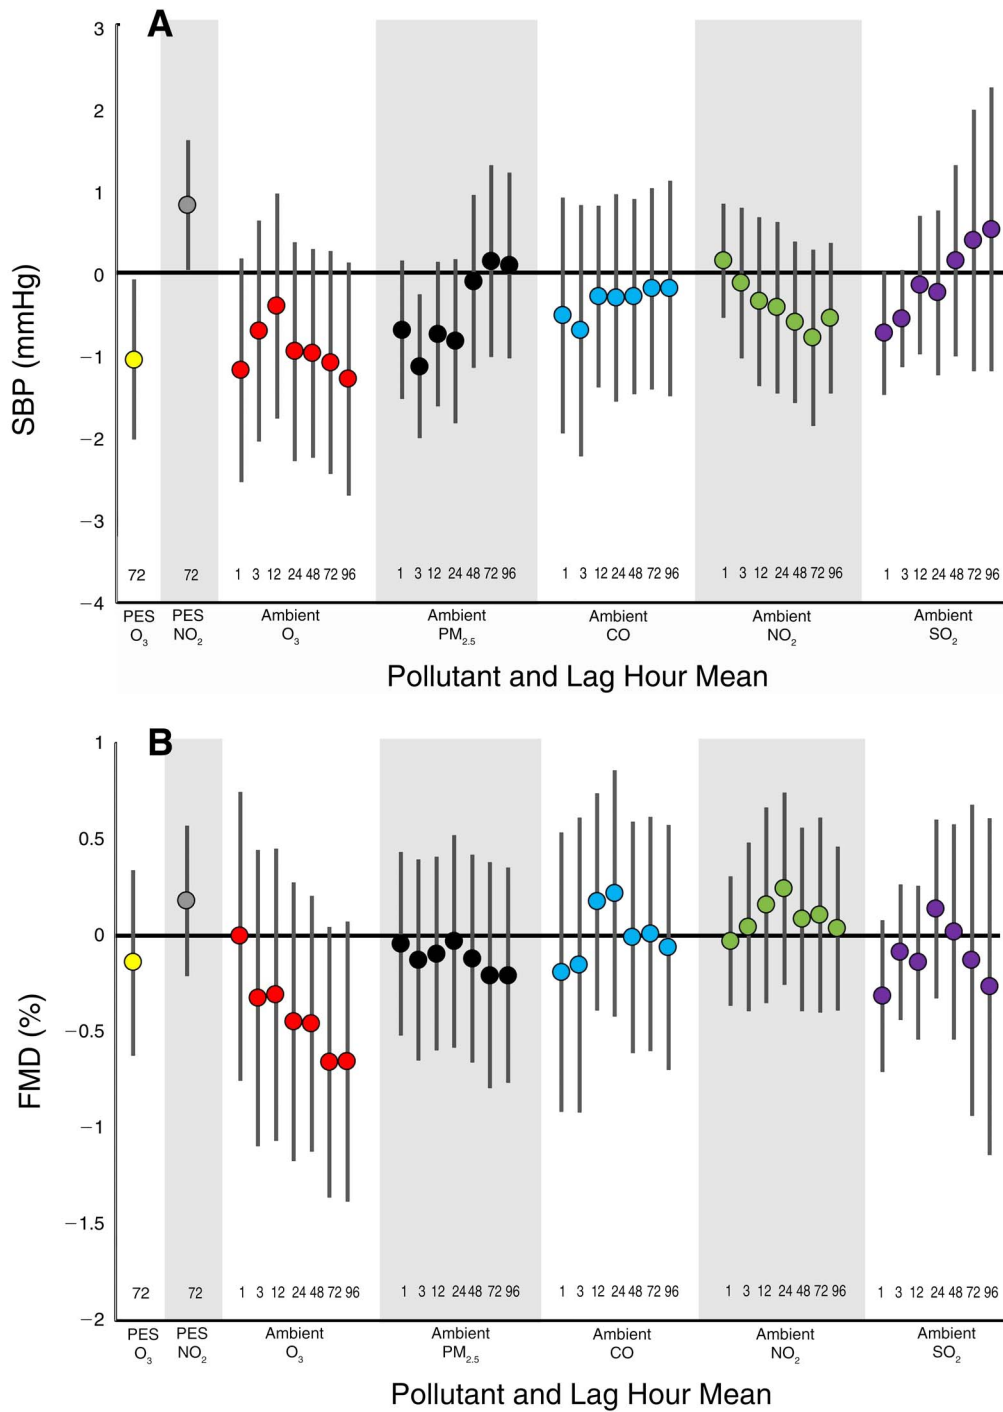 A
3
2
1
0
−1
−2
−3
−4
SBP (mmHg)
72 72 1 3 12 24 48 72 96 1 3 12 24 48 72 96 1 3 12 24 48 72 96 1 3 12 24 48 72 96 1 3 12 24 48 72 96
PES PES Ambient Ambient Ambient Ambient Ambient
O3 NO2 O3 PM2.5 CO NO2 SO2
Pollutant and Lag Hour Mean
B
1
0.5
0
−0.5
−1
−1.5
−2
FMD (%)
72 72 1 3 12 24 48 72 96 1 3 12 24 48 72 96 1 3 12 24 48 72 96 1 3 12 24 48 72 96 1 3 12 24 48 72 96
PES PES Ambient Ambient Ambient Ambient Ambient
O3 NO2 O3 PM2.5 CO NO2 SO2
Pollutant and Lag Hour Mean